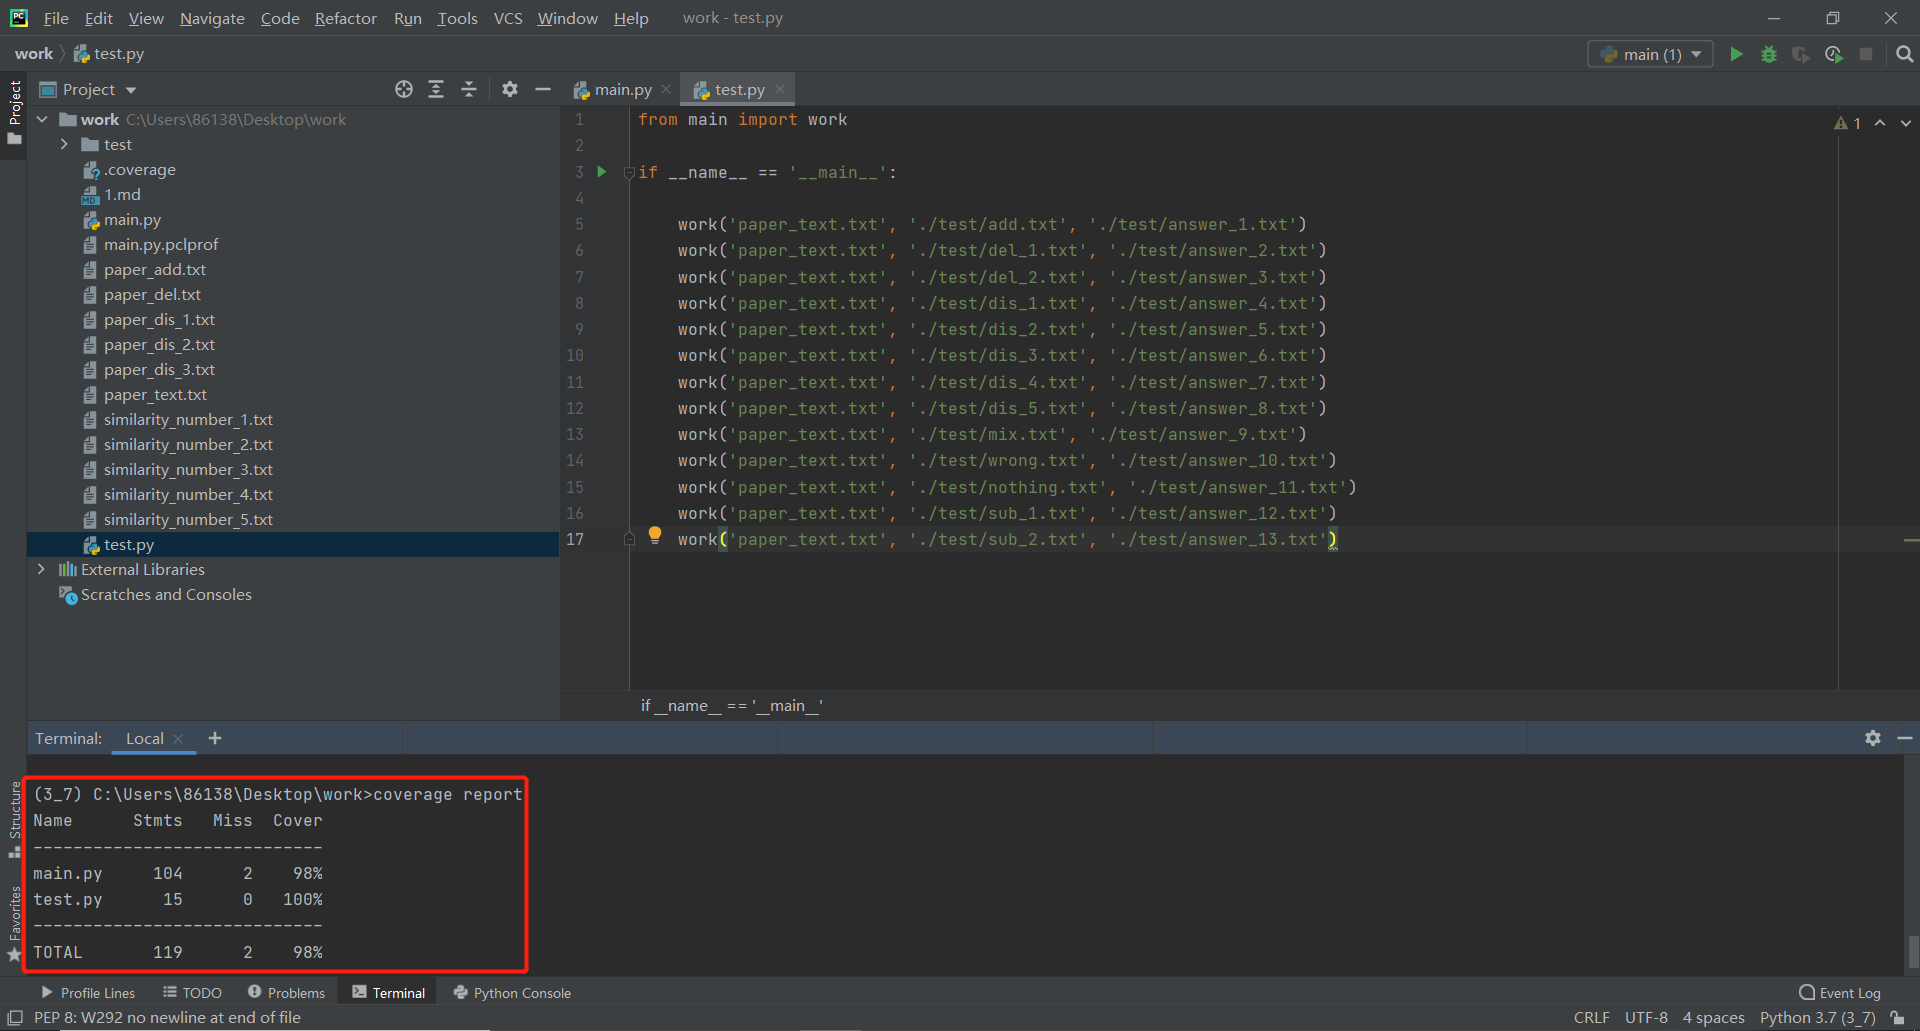 File Edit View Navigate Code Refactor Run Tools VCS Window Help work - test.py
work test.py main (1)
Project
Project main.py test.py
work C:\Users\86138\Desktop\work
test
.coverage
1.md
main.py
main.py.pclprof
paper_add.txt
paper_del.txt
paper_dis_1.txt
paper_dis_2.txt
paper_dis_3.txt
paper_text.txt
similarity_number_1.txt
similarity_number_2.txt
similarity_number_3.txt
similarity_number_4.txt
similarity_number_5.txt
test.py
External Libraries
Scratches and Consoles
1 from main import work
2
3 if __name__ == '__main__':
4
5 work('paper_text.txt', './test/add.txt', './test/answer_1.txt')
6 work('paper_text.txt', './test/del_1.txt', './test/answer_2.txt')
7 work('paper_text.txt', './test/del_2.txt', './test/answer_3.txt')
8 work('paper_text.txt', './test/dis_1.txt', './test/answer_4.txt')
9 work('paper_text.txt', './test/dis_2.txt', './test/answer_5.txt')
10 work('paper_text.txt', './test/dis_3.txt', './test/answer_6.txt')
11 work('paper_text.txt', './test/dis_4.txt', './test/answer_7.txt')
12 work('paper_text.txt', './test/dis_5.txt', './test/answer_8.txt')
13 work('paper_text.txt', './test/mix.txt', './test/answer_9.txt')
14 work('paper_text.txt', './test/wrong.txt', './test/answer_10.txt')
15 work('paper_text.txt', './test/nothing.txt', './test/answer_11.txt')
16 work('paper_text.txt', './test/sub_1.txt', './test/answer_12.txt')
17 work('paper_text.txt', './test/sub_2.txt', './test/answer_13.txt')
1
if __name__ == '__main__'
Terminal: Local
Structure
Favorites
(3_7) C:\Users\86138\Desktop\work>coverage report
Name Stmts Miss Cover
-----------------------------
main.py 104 2 98%
test.py 15 0 100%
-----------------------------
TOTAL 119 2 98%
Profile Lines TODO Problems Terminal Python Console Event Log
PEP 8: W292 no newline at end of file CRLF UTF-8 4 spaces Python 3.7 (3_7)